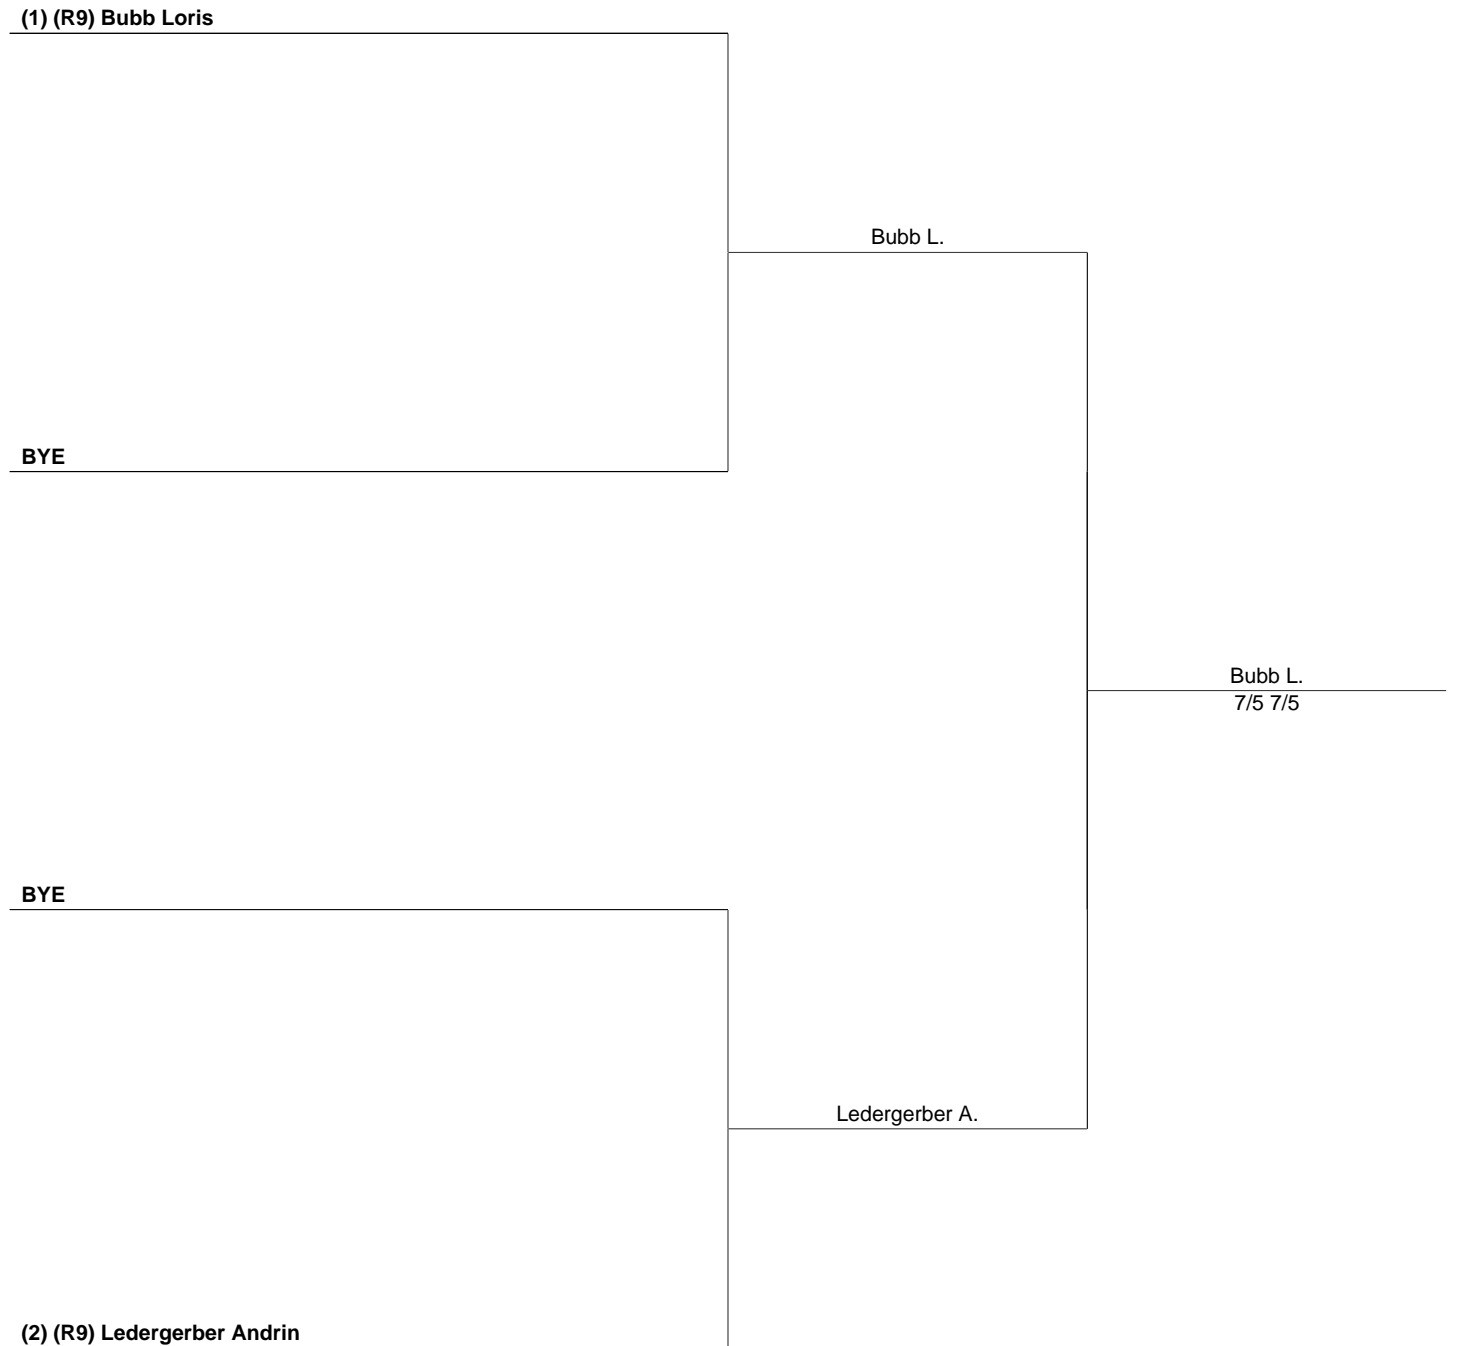 (1) (R9) Bubb Loris
Bubb L.
BYE
Bubb L.
7/5 7/5
BYE
Ledergerber A.
(2) (R9) Ledergerber Andrin